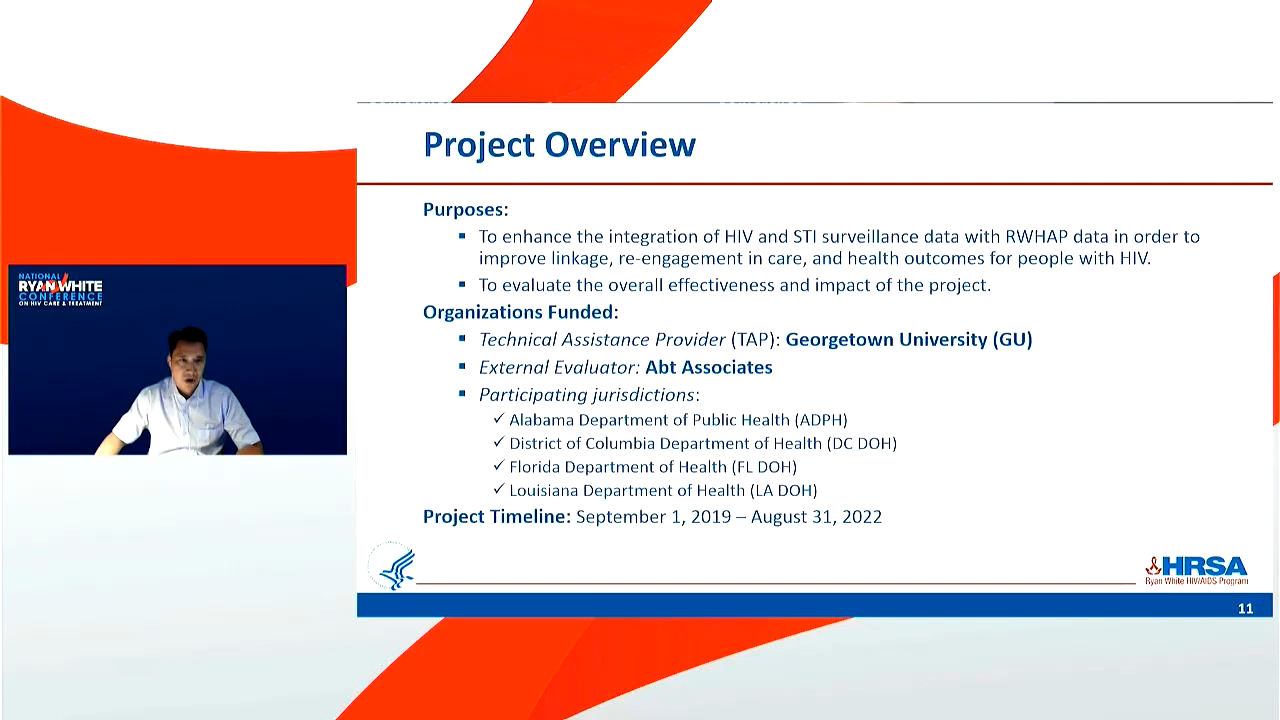 Project Overview
Purposes:
To enhance the integration of HIV and STI surveillance data with RWHAP data in order to
improve linkage, re-engagement in care, and health outcomes for people with HIV.
To evaluate the overall effectiveness and impact of the project.
Organizations Funded:
Technical Assistance Provider (TAP): Georgetown University (GU)
External Evaluator: Abt Associates
Participating jurisdictions:
✓ Alabama Department of Public Health (ADPH)
✓ District of Columbia Department of Health (DC DOH)
✓ Florida Department of Health (FL DOH)
✓ Louisiana Department of Health (LA DOH)
Project Timeline: September 1, 2019 – August 31, 2022
HRSA
Ryan White HIV/AIDS Program
11
NATIONAL
RYAN WHITE
CONFERENCE
ON HIV CARE & TREATMENT